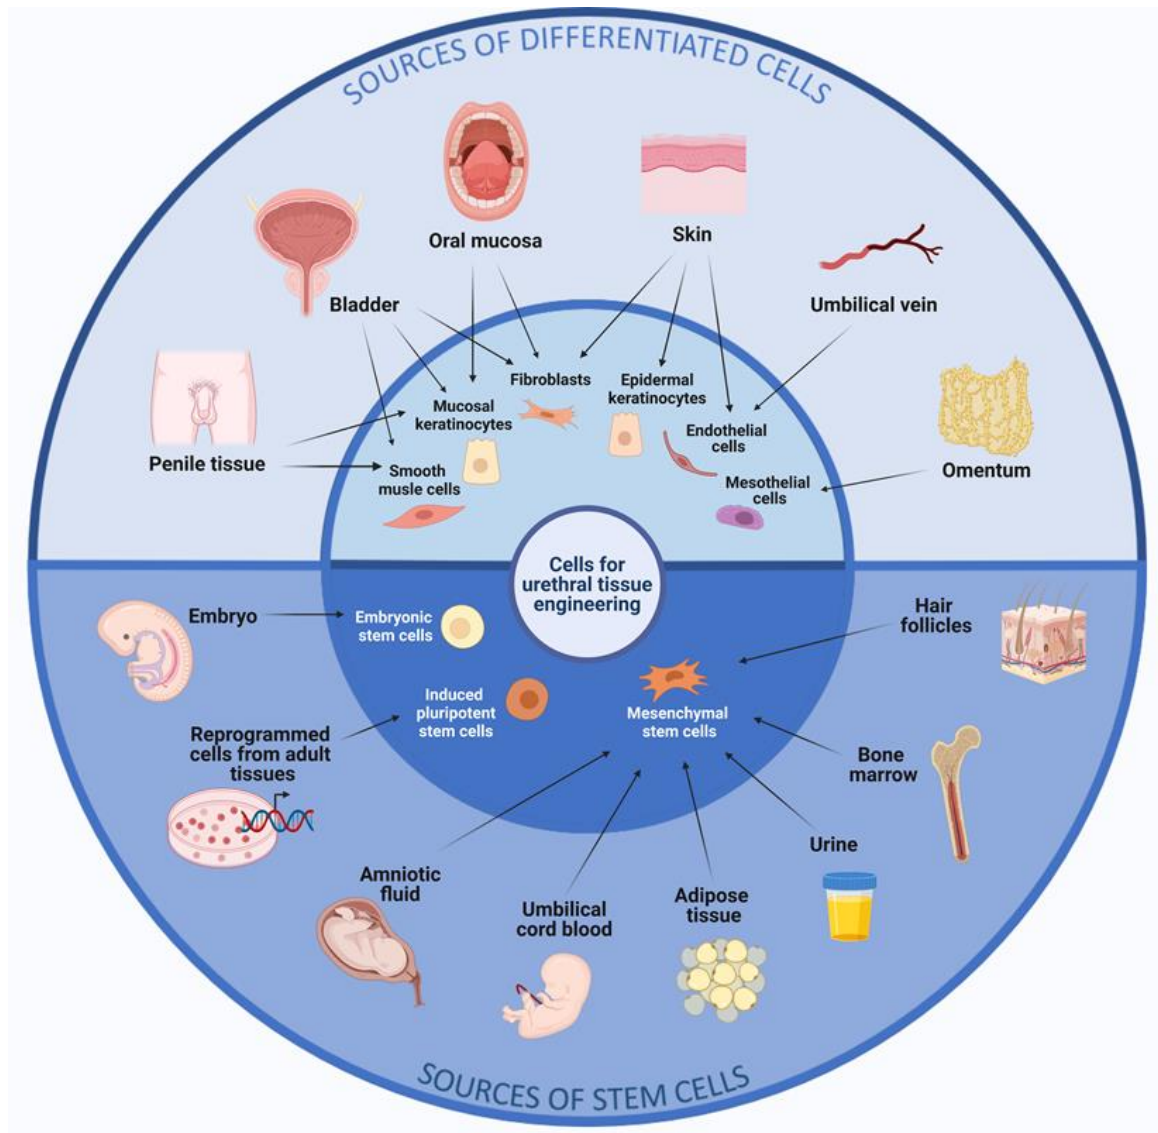 SOURCES OF DIFFERENTIATED CELLS
Oral mucosa
Skin
Bladder
Umbilical vein
Penile tissue
Omentum
Fibroblasts
Epidermal
keratinocytes
Mucosal
keratinocytes
Endothelial
cells
Smooth
musle cells
Mesothelial
cells
Cells for
urethral tissue
engineering
Embryo
Embryonic
stem cells
Hair
follicles
Induced
pluripotent
stem cells
Mesenchymal
stem cells
Reprogrammed
cells from adult
tissues
Bone
marrow
Urine
Amniotic
fluid
Umbilical
cord blood
Adipose
tissue
SOURCES OF STEM CELLS